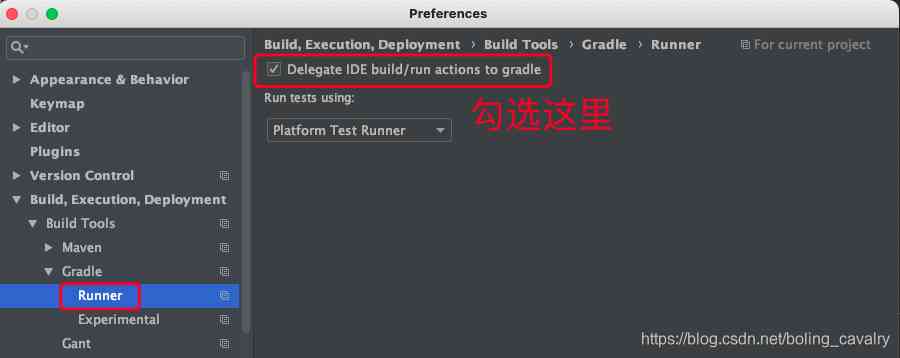 Preferences
Build, Execution, Deployment › Build Tools › Gradle › Runner For current project
Delegate IDE build/run actions to gradle
Run tests using:
Platform Test Runner
勾选这里
Appearance & Behavior
Keymap
Editor
Plugins
Version Control
Build, Execution, Deployment
Build Tools
Maven
Gradle
Runner
Experimental
Gant
https://blog.csdn.net/boling_cavalry